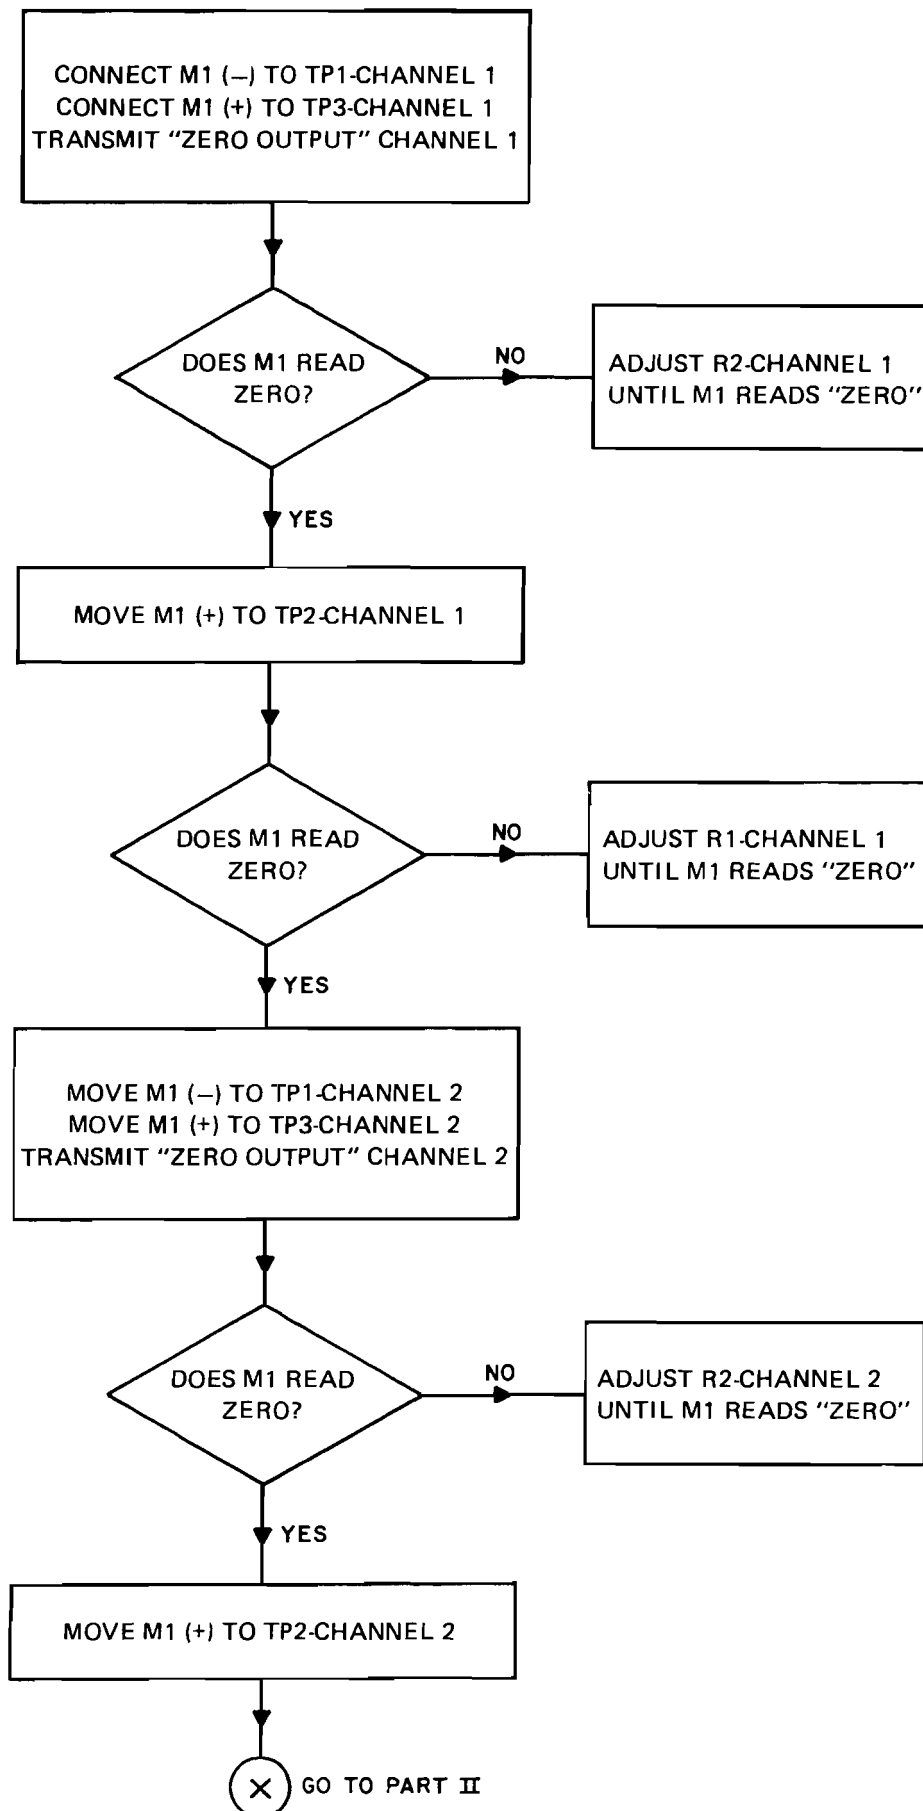 CONNECT M1 (—) TO TP1-CHANNEL 1
CONNECT M1 (+) TO TP3-CHANNEL 1
TRANSMIT "ZERO OUTPUT" CHANNEL 1
DOES M1 READ
ZERO?
NO
ADJUST R2-CHANNEL 1
UNTIL M1 READS "ZERO"
YES
MOVE M1 (+) TO TP2-CHANNEL 1
DOES M1 READ
ZERO?
NO
ADJUST R1-CHANNEL 1
UNTIL M1 READS "ZERO"
YES
MOVE M1 (—) TO TP1-CHANNEL 2
MOVE M1 (+) TO TP3-CHANNEL 2
TRANSMIT "ZERO OUTPUT" CHANNEL 2
DOES M1 READ
ZERO?
NO
ADJUST R2-CHANNEL 2
UNTIL M1 READS "ZERO"
YES
MOVE M1 (+) TO TP2-CHANNEL 2
X GO TO PART II